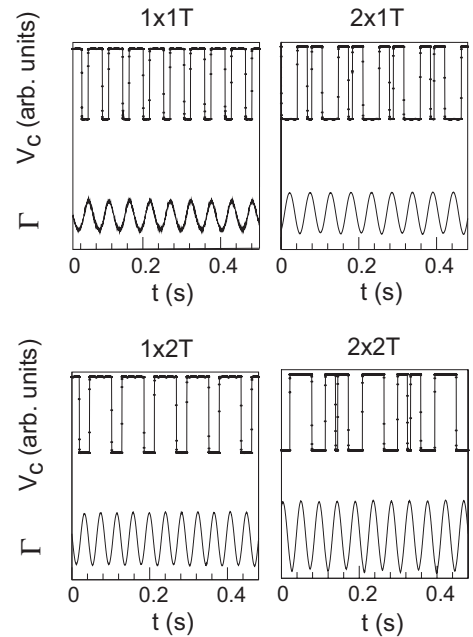 1x1T 2x1T
V_C (arb. units)
Γ
0 0.2 0.4 0 0.2 0.4
t (s) t (s)
1x2T 2x2T
V_C (arb. units)
Γ
0 0.2 0.4 0 0.2 0.4
t (s) t (s)